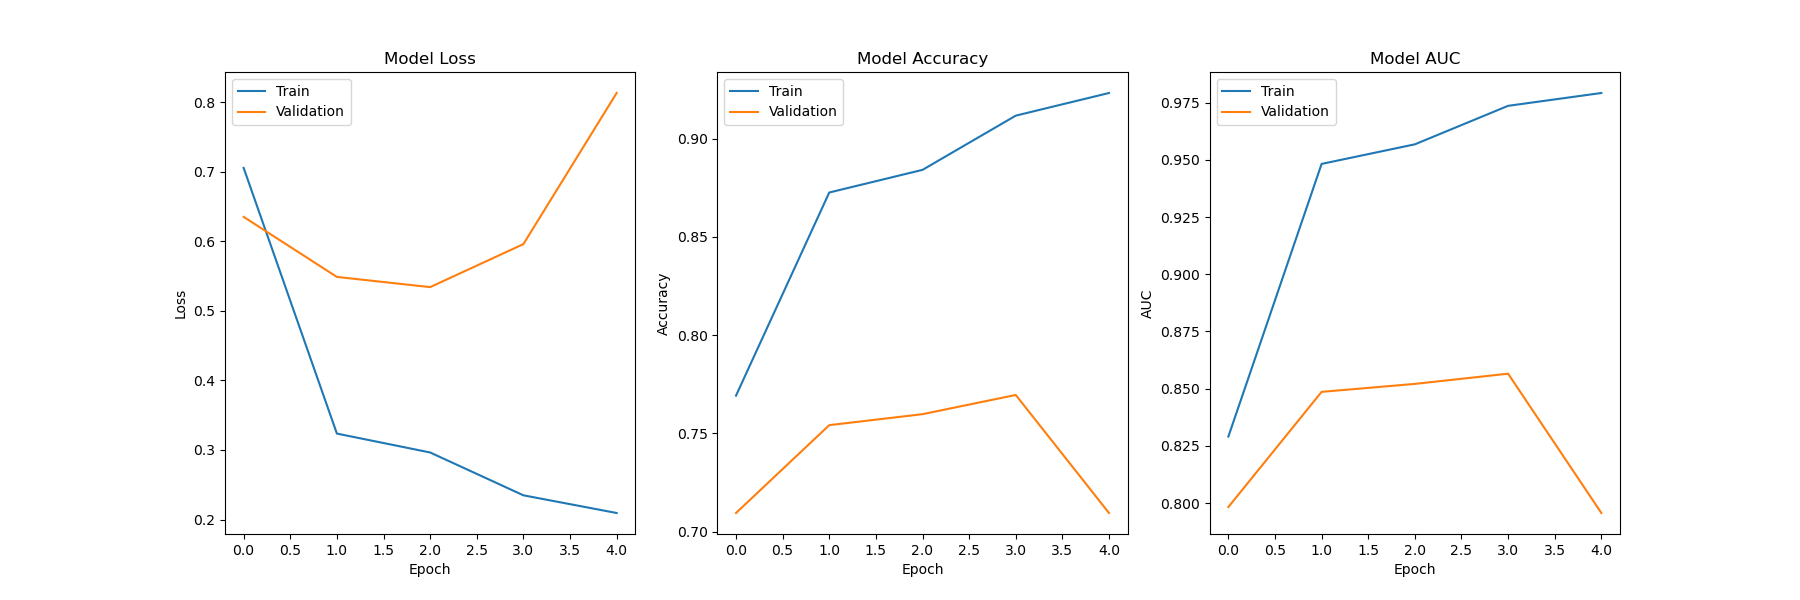 Model Loss
Train
Validation
0.8
0.7
0.6
0.5
0.4
0.3
0.2
Loss
0.0 0.5 1.0 1.5 2.0 2.5 3.0 3.5 4.0
Epoch
Model Accuracy
Train
Validation
0.90
0.85
0.80
0.75
0.70
Accuracy
0.0 0.5 1.0 1.5 2.0 2.5 3.0 3.5 4.0
Epoch
Model AUC
Train
Validation
0.975
0.950
0.925
0.900
0.875
0.850
0.825
0.800
AUC
0.0 0.5 1.0 1.5 2.0 2.5 3.0 3.5 4.0
Epoch